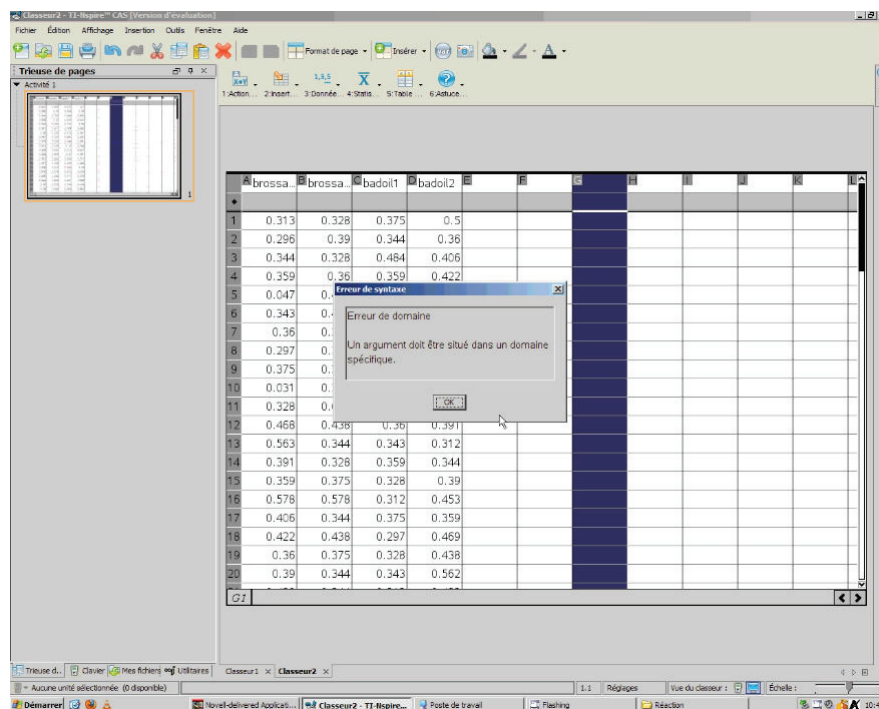 Classeur2 - TI-Nspire™ CAS [Version d'évaluation]
Fichier Édition Affichage Insertion Outils Fenêtre Aide
Format de page Insérer
Trieuse de pages
Activité 1
1:Action... 2:Insert... 3:Donnée... 4:Statis... 5:Table ... 6:Astuce...
1
A brossa... B brossa... C badoil1 D badoil2 E F G H I J K L
1 0.313 0.328 0.375 0.5
2 0.296 0.39 0.344 0.36
3 0.344 0.328 0.484 0.406
4 0.359 0.36 0.359 0.422
5 0.047 0.
6 0.343 0.
7 0.36 0.
8 0.297 0.
9 0.375 0.
10 0.031 0.
11 0.328 0.
12 0.468 0.438 0.36 0.391
13 0.563 0.344 0.343 0.312
14 0.391 0.328 0.359 0.344
15 0.359 0.375 0.328 0.39
16 0.578 0.578 0.312 0.453
17 0.406 0.344 0.375 0.359
18 0.422 0.438 0.297 0.469
19 0.36 0.375 0.328 0.438
20 0.39 0.344 0.343 0.562
Erreur de syntaxe
Erreur de domaine
Un argument doit être situé dans un domaine
spécifique.
OK
G1
Trieuse d... Clavier Mes fichiers Utilitaires Classeur1 Classeur2
Aucune unité sélectionnée (0 disponible) 1.1 Réglages Vue du classeur : Échelle :
Démarrer Novell-delivered Applicati... Classeur2 - TI-Nspire... Poste de travail Flashing Réaction 10:4